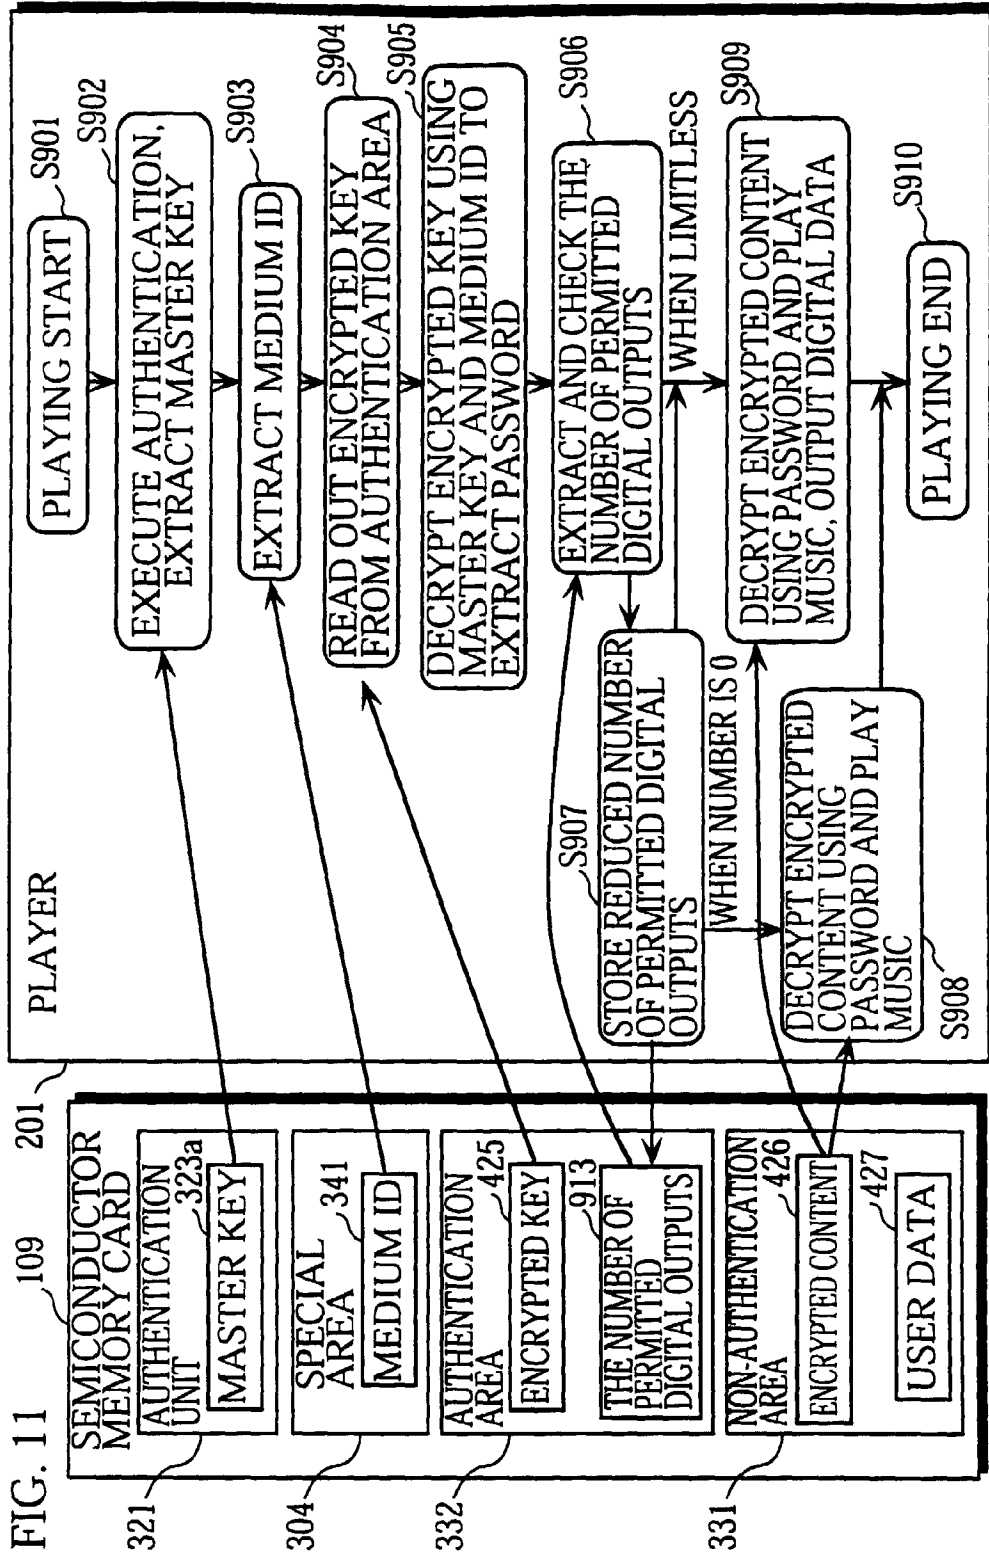 FIG. 11
109
201
SEMICONDUCTOR
MEMORY CARD
321
AUTHENTICATION
UNIT
323a
MASTER KEY
304
SPECIAL
AREA
341
MEDIUM ID
332
AUTHENTICATION
AREA
425
ENCRYPTED KEY
913
THE NUMBER OF
PERMITTED
DIGITAL OUTPUTS
331
NON-AUTHENTICATION
AREA
426
ENCRYPTED CONTENT
427
USER DATA
PLAYER
PLAYING START
S901
EXECUTE AUTHENTICATION,
EXTRACT MASTER KEY
S902
EXTRACT MEDIUM ID
S903
READ OUT ENCRYPTED KEY
FROM AUTHENTICATION AREA
S904
DECRYPT ENCRYPTED KEY USING
MASTER KEY AND MEDIUM ID TO
EXTRACT PASSWORD
S905
EXTRACT AND CHECK THE
NUMBER OF PERMITTED
DIGITAL OUTPUTS
S906
S907
STORE REDUCED NUMBER
OF PERMITTED DIGITAL
OUTPUTS
WHEN LIMITLESS
WHEN NUMBER IS 0
DECRYPT ENCRYPTED CONTENT
USING PASSWORD AND PLAY
MUSIC, OUTPUT DIGITAL DATA
S909
DECRYPT ENCRYPTED
CONTENT USING
PASSWORD AND PLAY
MUSIC
S908
PLAYING END
S910